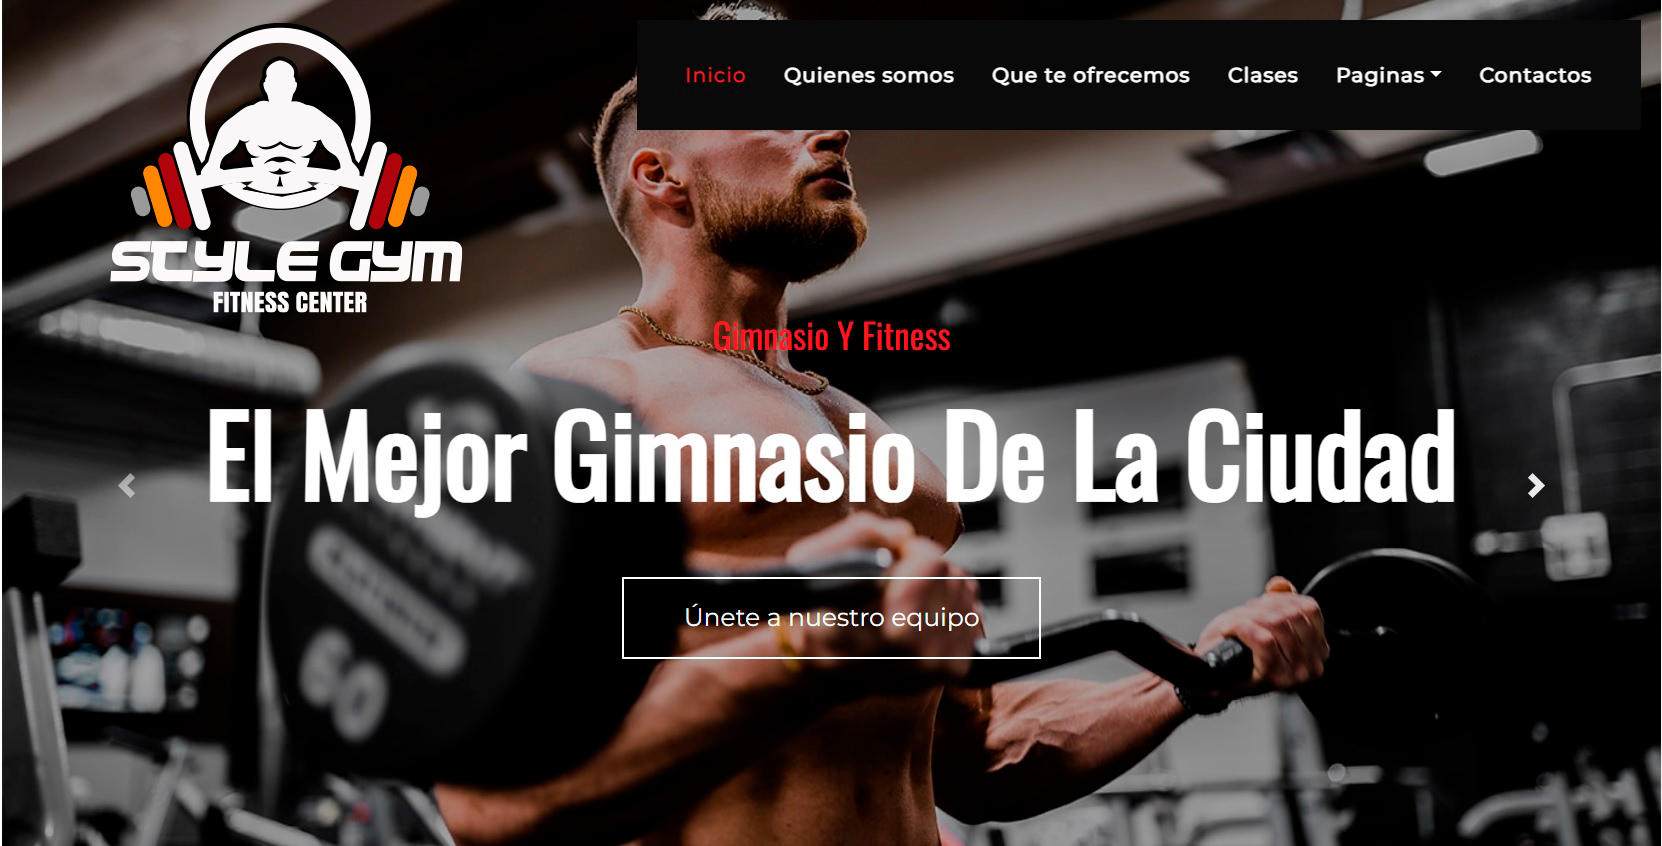 Inicio Quienes somos Que te ofrecemos Clases Paginas Contactos
STYLE GYM
FITNESS CENTER
Gimnasio Y Fitness
El Mejor Gimnasio De La Ciudad
Únete a nuestro equipo
60